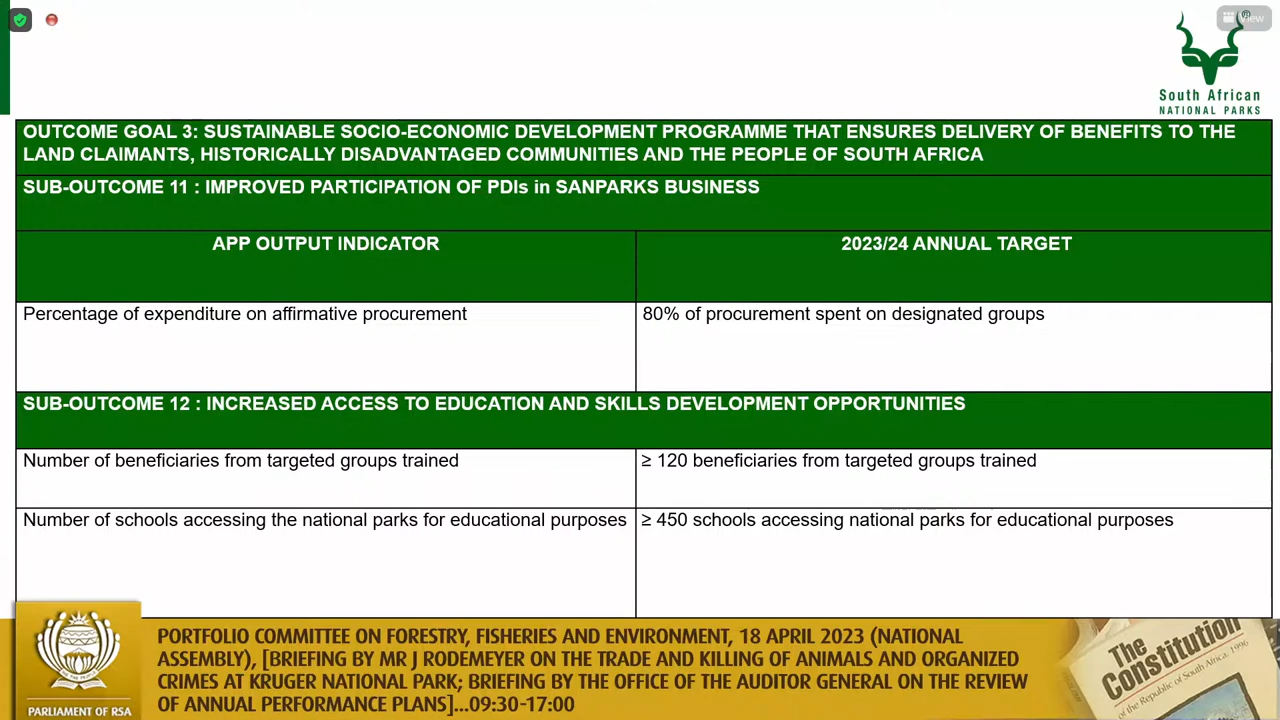 View
South African
NATIONAL PARKS
OUTCOME GOAL 3: SUSTAINABLE SOCIO-ECONOMIC DEVELOPMENT PROGRAMME THAT ENSURES DELIVERY OF BENEFITS TO THE
LAND CLAIMANTS, HISTORICALLY DISADVANTAGED COMMUNITIES AND THE PEOPLE OF SOUTH AFRICA
SUB-OUTCOME 11 : IMPROVED PARTICIPATION OF PDIs in SANPARKS BUSINESS
APP OUTPUT INDICATOR
2023/24 ANNUAL TARGET
Percentage of expenditure on affirmative procurement
80% of procurement spent on designated groups
SUB-OUTCOME 12 : INCREASED ACCESS TO EDUCATION AND SKILLS DEVELOPMENT OPPORTUNITIES
Number of beneficiaries from targeted groups trained
≥ 120 beneficiaries from targeted groups trained
Number of schools accessing the national parks for educational purposes
≥ 450 schools accessing national parks for educational purposes
PARLIAMENT OF RSA
PORTFOLIO COMMITTEE ON FORESTRY, FISHERIES AND ENVIRONMENT, 18 APRIL 2023 (NATIONAL
ASSEMBLY), [BRIEFING BY MR J RODEMEYER ON THE TRADE AND KILLING OF ANIMALS AND ORGANIZED
CRIMES AT KRUGER NATIONAL PARK; BRIEFING BY THE OFFICE OF THE AUDITOR GENERAL ON THE REVIEW
OF ANNUAL PERFORMANCE PLANS]...09:30-17:00
The
Constitution
of the Republic of South Africa, 1996